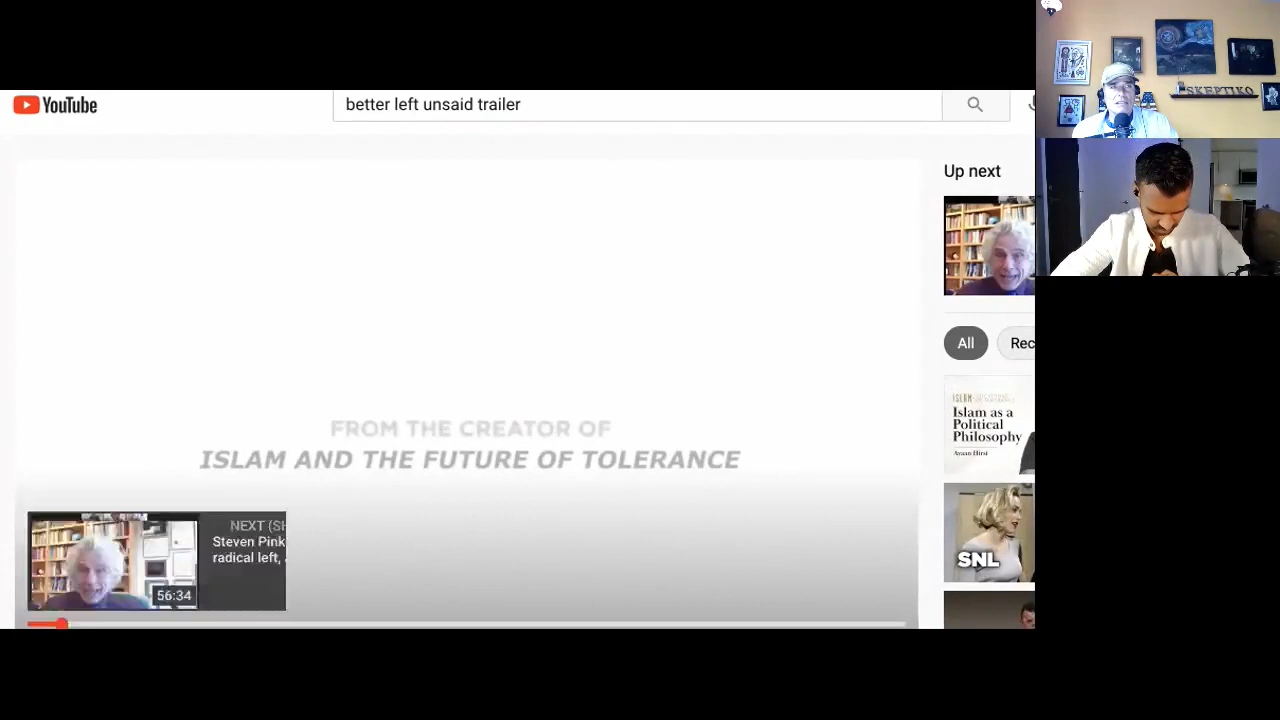 YouTube
better left unsaid trailer
SKEPTIKO
Up next
FROM THE CREATOR OF
ISLAM AND THE FUTURE OF TOLERANCE
NEXT (SH
Steven Pink
radical left,
56:34
All
Rec
Islam as a
Political
Philosophy
SNL